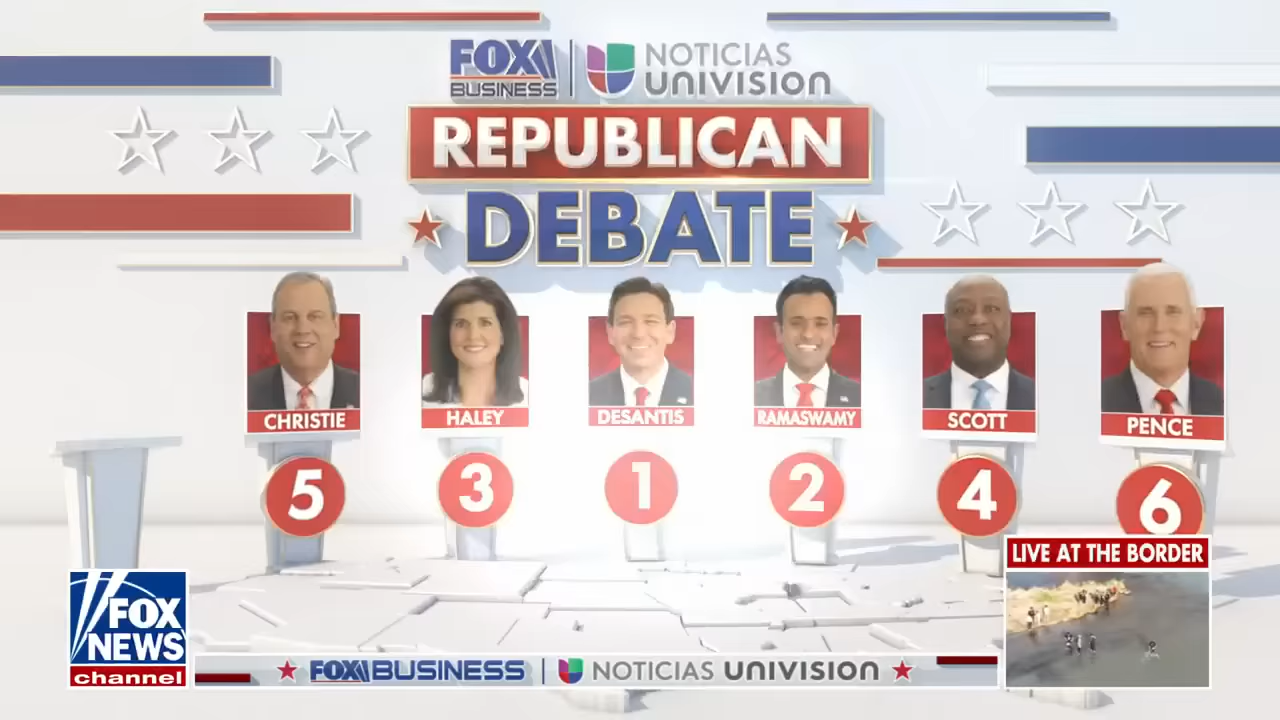 FOX
BUSINESS
NOTICIAS
UNIVISION
REPUBLICAN
DEBATE
CHRISTIE
HALEY
DESANTIS
RAMASWAMY
SCOTT
PENCE
5
3
1
2
4
6
LIVE AT THE BORDER
FOX
NEWS
channel
FOX BUSINESS
NOTICIAS UNIVISION